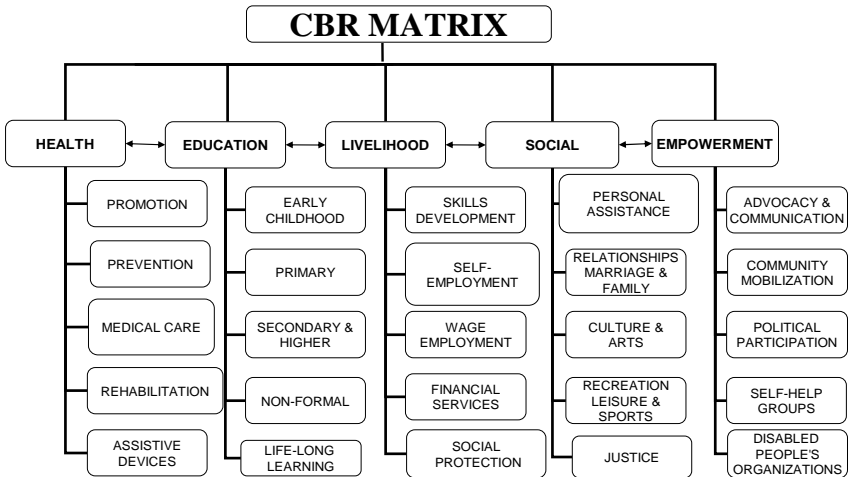 CBR MATRIX
HEALTH
EDUCATION
LIVELIHOOD
SOCIAL
EMPOWERMENT
PROMOTION
PREVENTION
MEDICAL CARE
REHABILITATION
ASSISTIVE
DEVICES
EARLY
CHILDHOOD
PRIMARY
SECONDARY &
HIGHER
NON-FORMAL
LIFE-LONG
LEARNING
SKILLS
DEVELOPMENT
SELF-
EMPLOYMENT
WAGE
EMPLOYMENT
FINANCIAL
SERVICES
SOCIAL
PROTECTION
PERSONAL
ASSISTANCE
RELATIONSHIPS
MARRIAGE &
FAMILY
CULTURE &
ARTS
RECREATION
LEISURE &
SPORTS
JUSTICE
ADVOCACY &
COMMUNICATION
COMMUNITY
MOBILIZATION
POLITICAL
PARTICIPATION
SELF-HELP
GROUPS
DISABLED
PEOPLE'S
ORGANIZATIONS